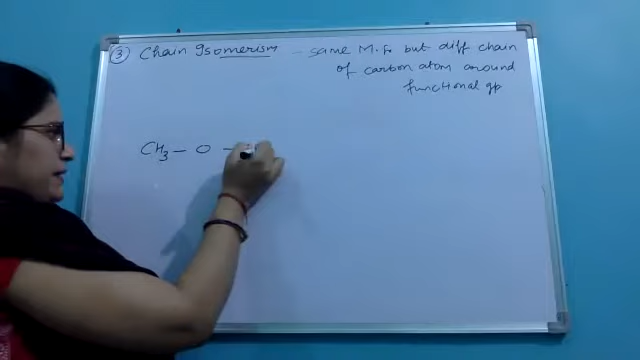 ③ Chain Isomerism - same M.F. but diff chain
of carbon atom around
functional gp
CH3 - O -